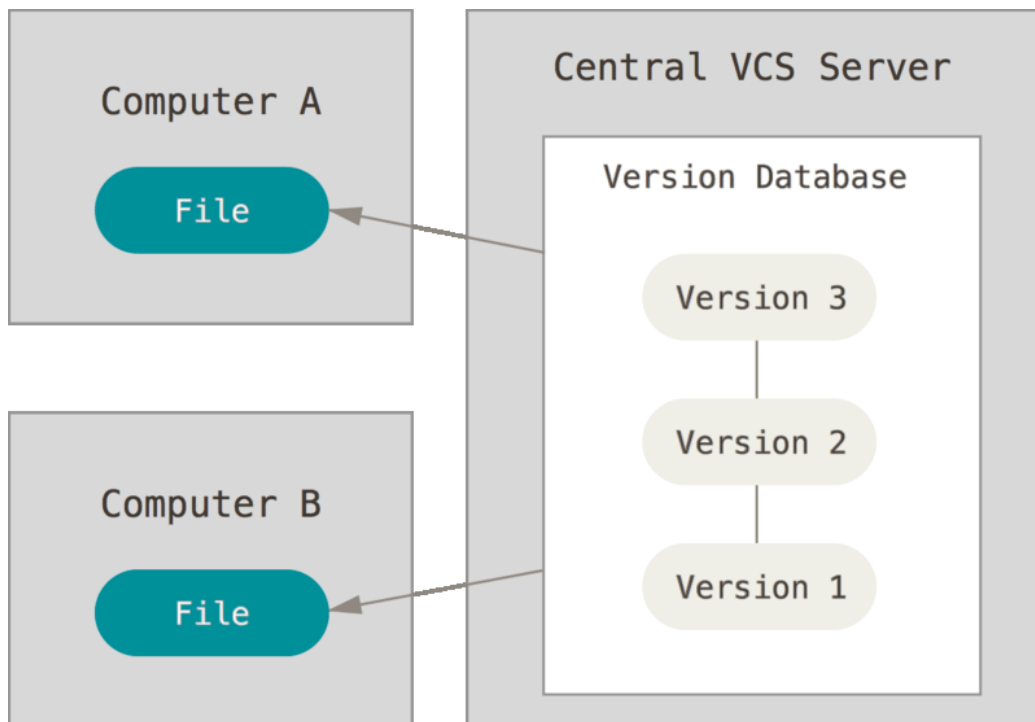 Computer A
File
Central VCS Server
Version Database
Version 3
Version 2
Version 1
Computer B
File